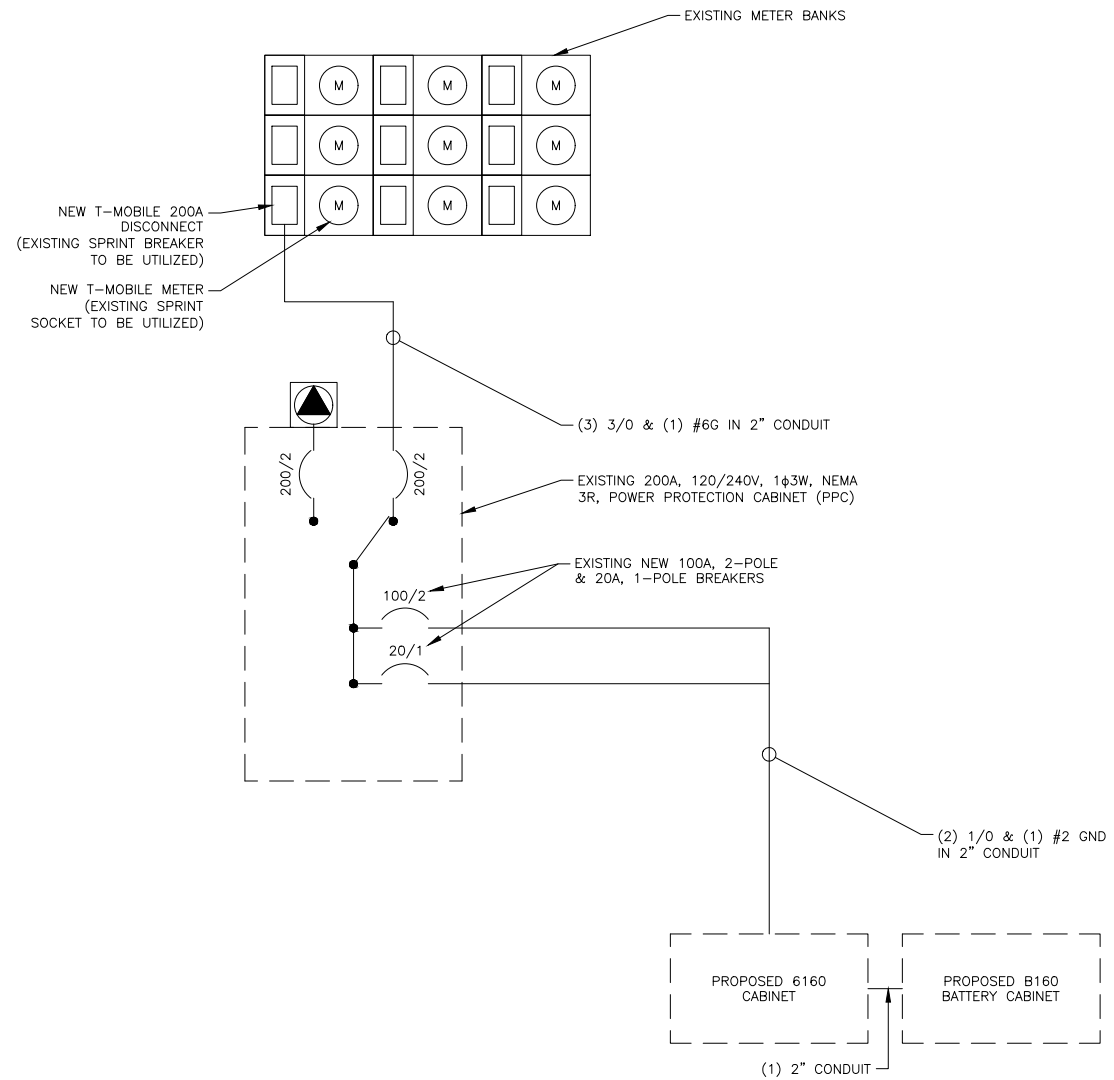 EXISTING METER BANKS
M M M
M M M
M M M
NEW T-MOBILE 200A
DISCONNECT
(EXISTING SPRINT BREAKER
TO BE UTILIZED)
NEW T-MOBILE METER
(EXISTING SPRINT
SOCKET TO BE UTILIZED)
(3) 3/0 & (1) #6G IN 2" CONDUIT
200/2
200/2
EXISTING 200A, 120/240V, 1ϕ3W, NEMA
3R, POWER PROTECTION CABINET (PPC)
EXISTING NEW 100A, 2-POLE
& 20A, 1-POLE BREAKERS
100/2
20/1
(2) 1/0 & (1) #2 GND
IN 2" CONDUIT
PROPOSED 6160
CABINET
PROPOSED B160
BATTERY CABINET
(1) 2" CONDUIT